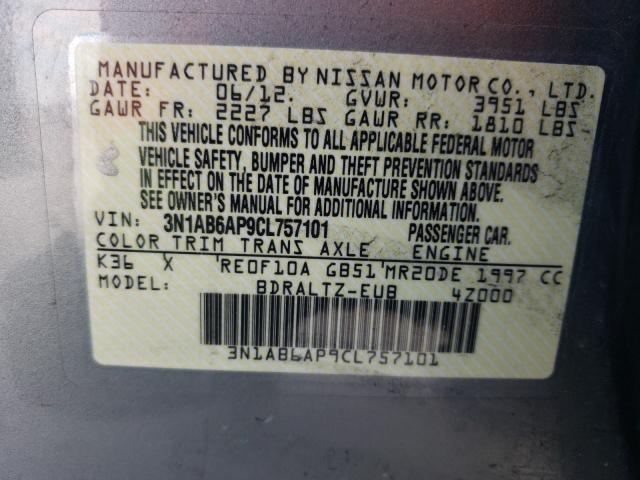 MANUFACTURED BY NISSAN MOTOR CO., LTD.
DATE: 06/12. GVWR: 3951 LBS
GAWR FR: 2227 LBS GAWR RR: 1810 LBS
THIS VEHICLE CONFORMS TO ALL APPLICABLE FEDERAL MOTOR
VEHICLE SAFETY, BUMPER AND THEFT PREVENTION STANDARDS
IN EFFECT ON THE DATE OF MANUFACTURE SHOWN ABOVE.
SEE OWNER'S MANUAL FOR ADDITIONAL INFORMATION.
VIN: 3N1AB6AP9CL757101 PASSENGER CAR.
COLOR TRIM TRANS AXLE ENGINE
K36 X RE0F10A GB51 MR20DE 1997 CC
MODEL: BDRALTZ-EUB 4Z000
3N1AB6AP9CL757101